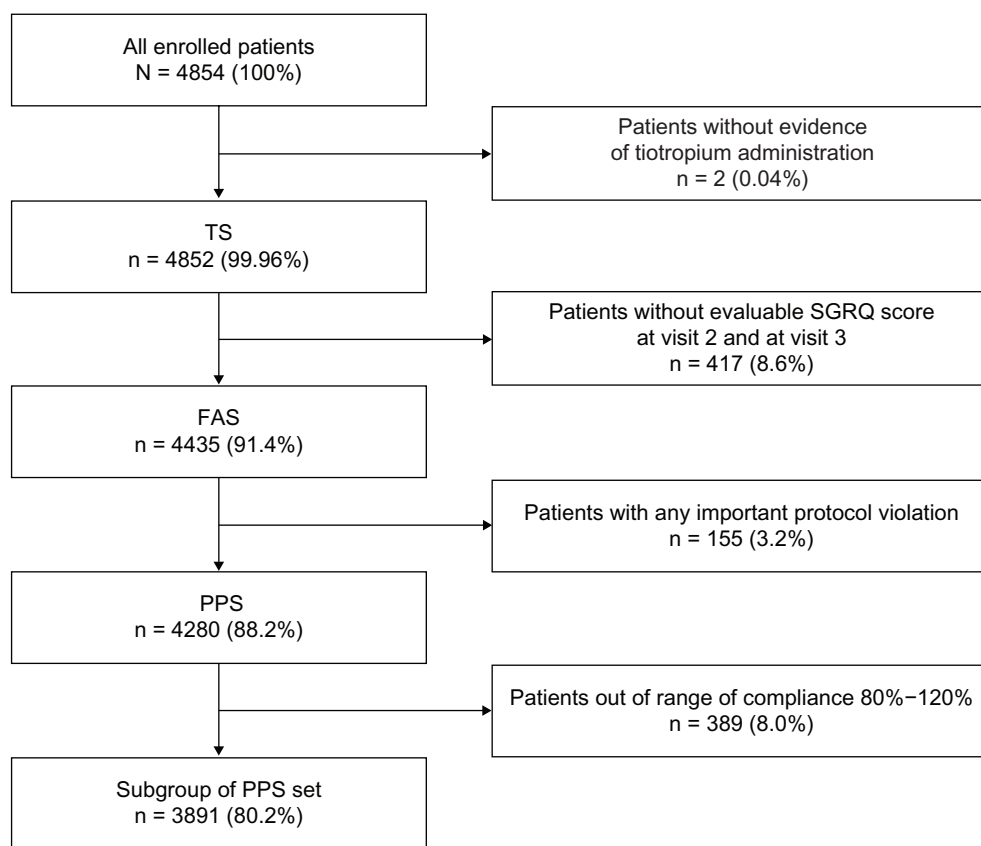 All enrolled patients
N = 4854 (100%)
Patients without evidence
of tiotropium administration
n = 2 (0.04%)
TS
n = 4852 (99.96%)
Patients without evaluable SGRQ score
at visit 2 and at visit 3
n = 417 (8.6%)
FAS
n = 4435 (91.4%)
Patients with any important protocol violation
n = 155 (3.2%)
PPS
n = 4280 (88.2%)
Patients out of range of compliance 80%−120%
n = 389 (8.0%)
Subgroup of PPS set
n = 3891 (80.2%)